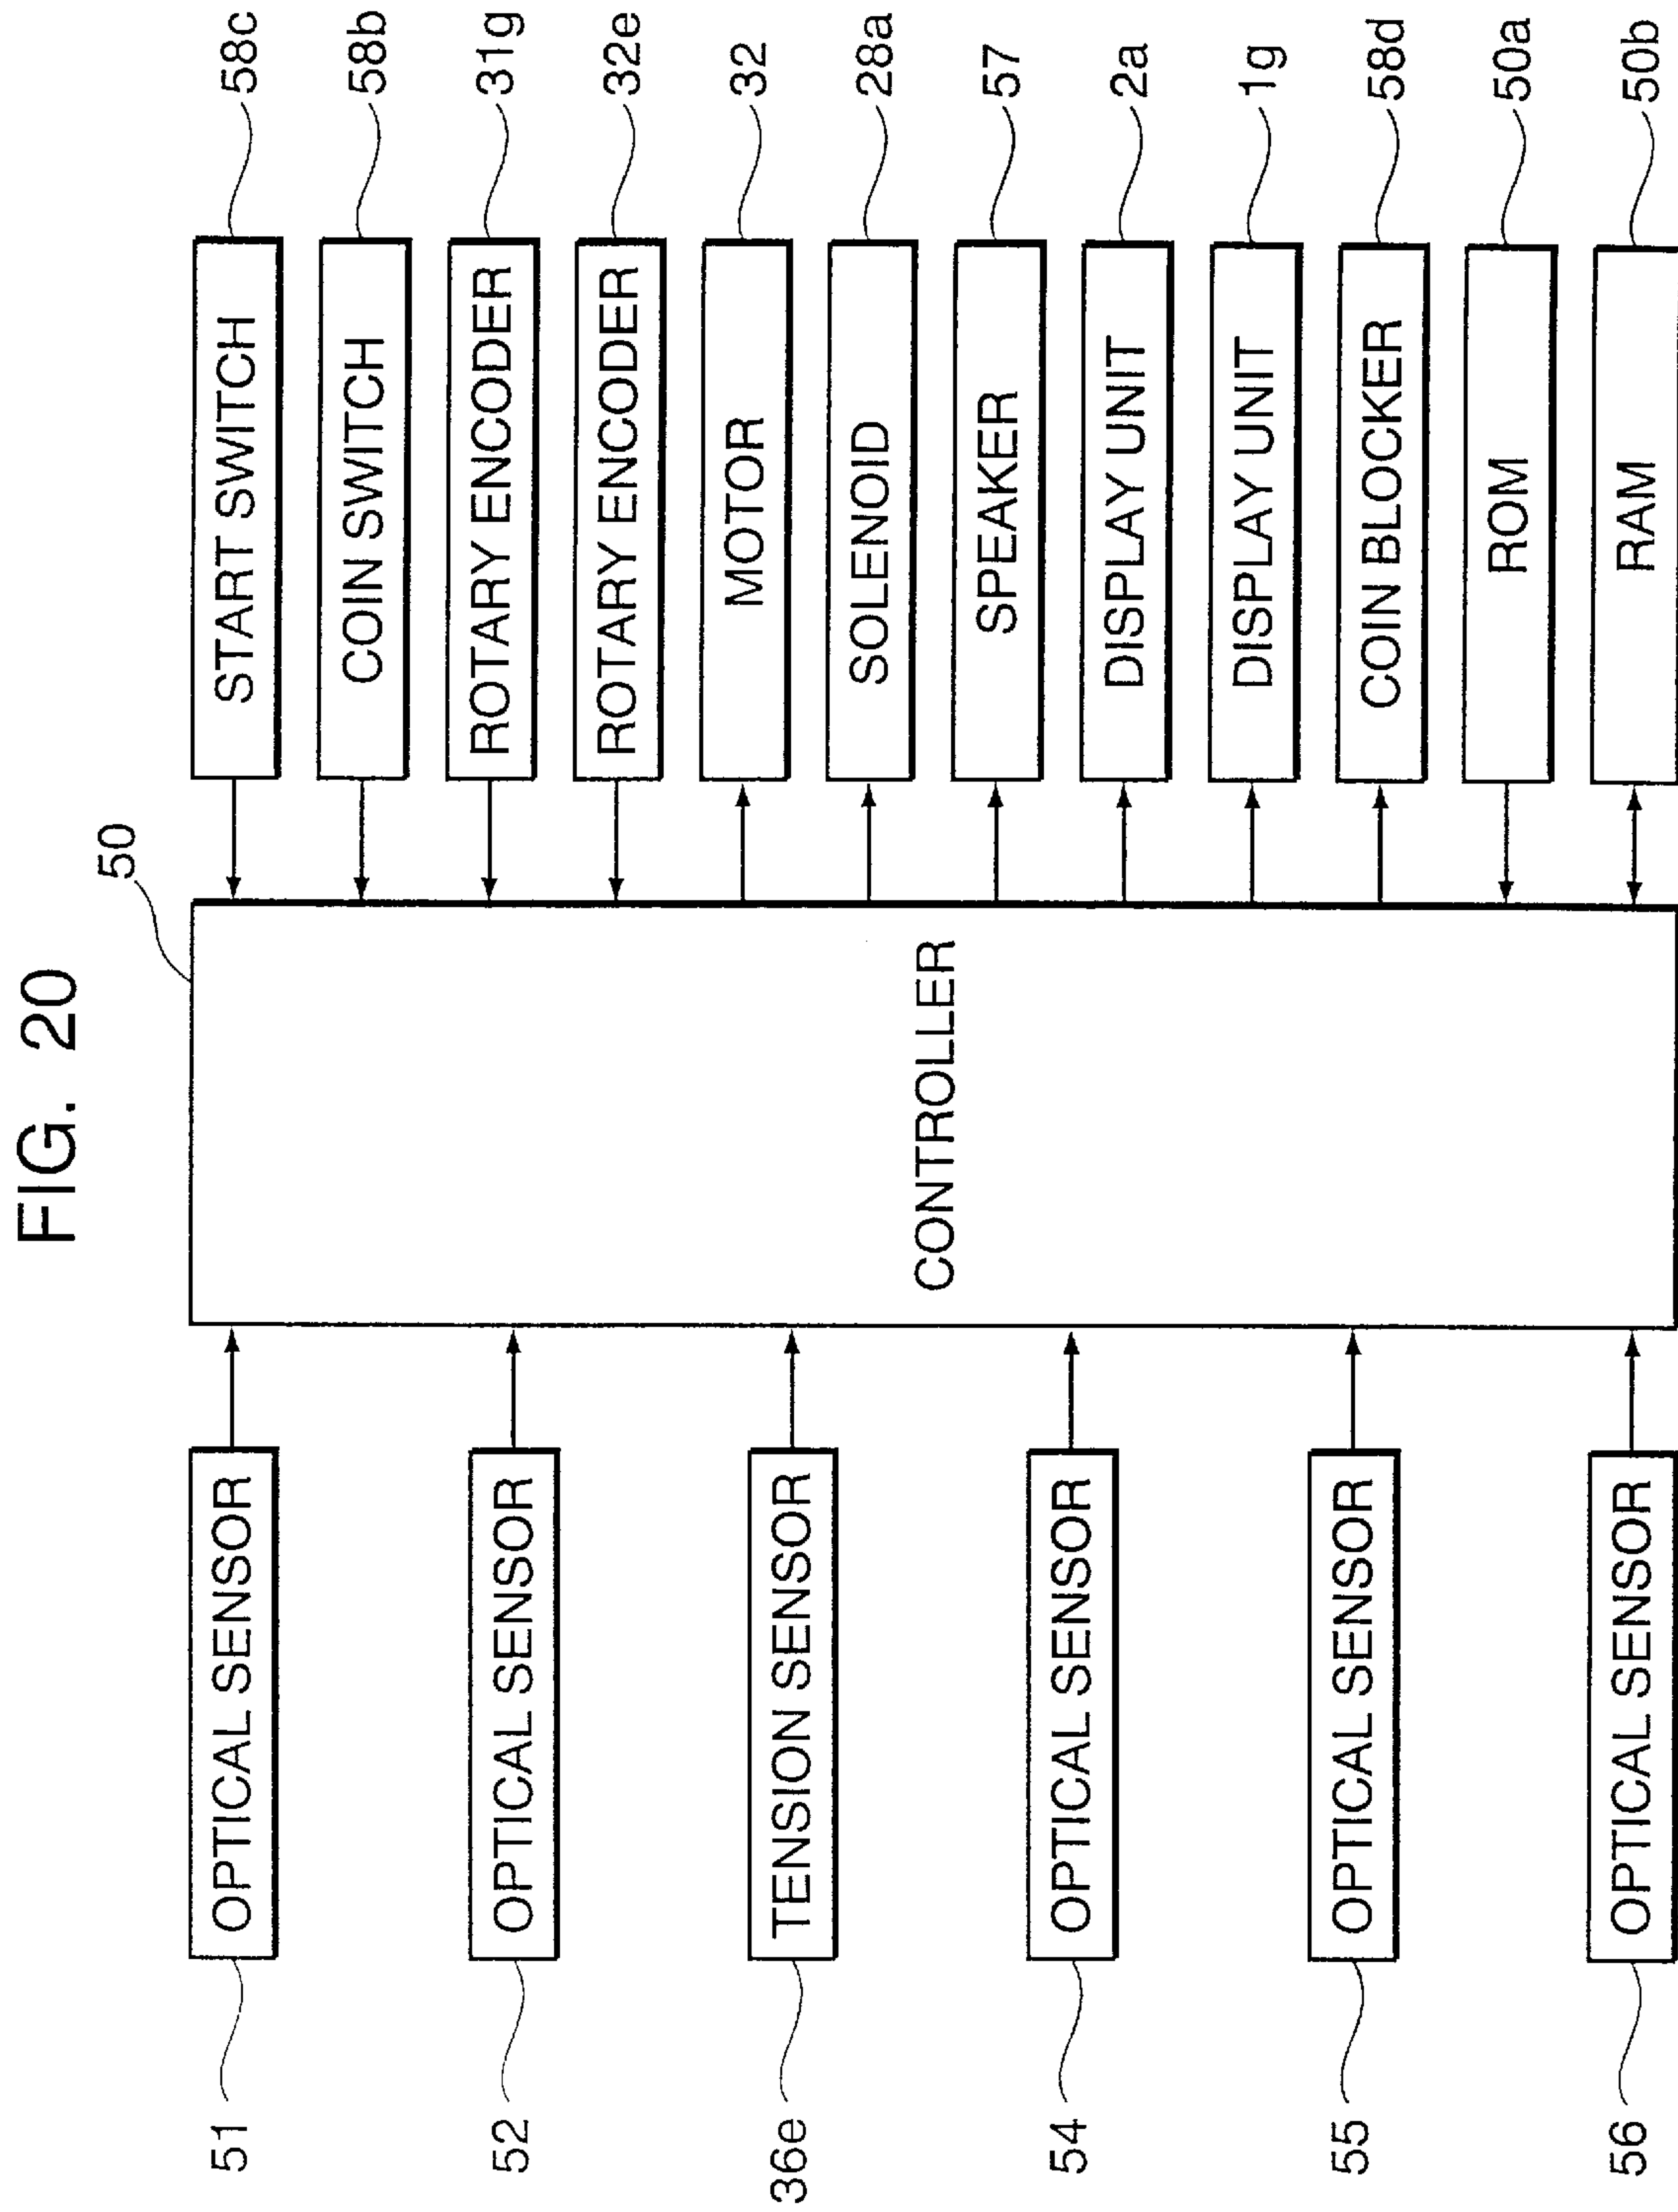 FIG. 20
50
CONTROLLER
51
OPTICAL SENSOR
52
OPTICAL SENSOR
36e
TENSION SENSOR
54
OPTICAL SENSOR
55
OPTICAL SENSOR
56
OPTICAL SENSOR
START SWITCH
58c
COIN SWITCH
58b
ROTARY ENCODER
31g
ROTARY ENCODER
32e
MOTOR
32
SOLENOID
28a
SPEAKER
57
DISPLAY UNIT
2a
DISPLAY UNIT
1g
COIN BLOCKER
58d
ROM
50a
RAM
50b